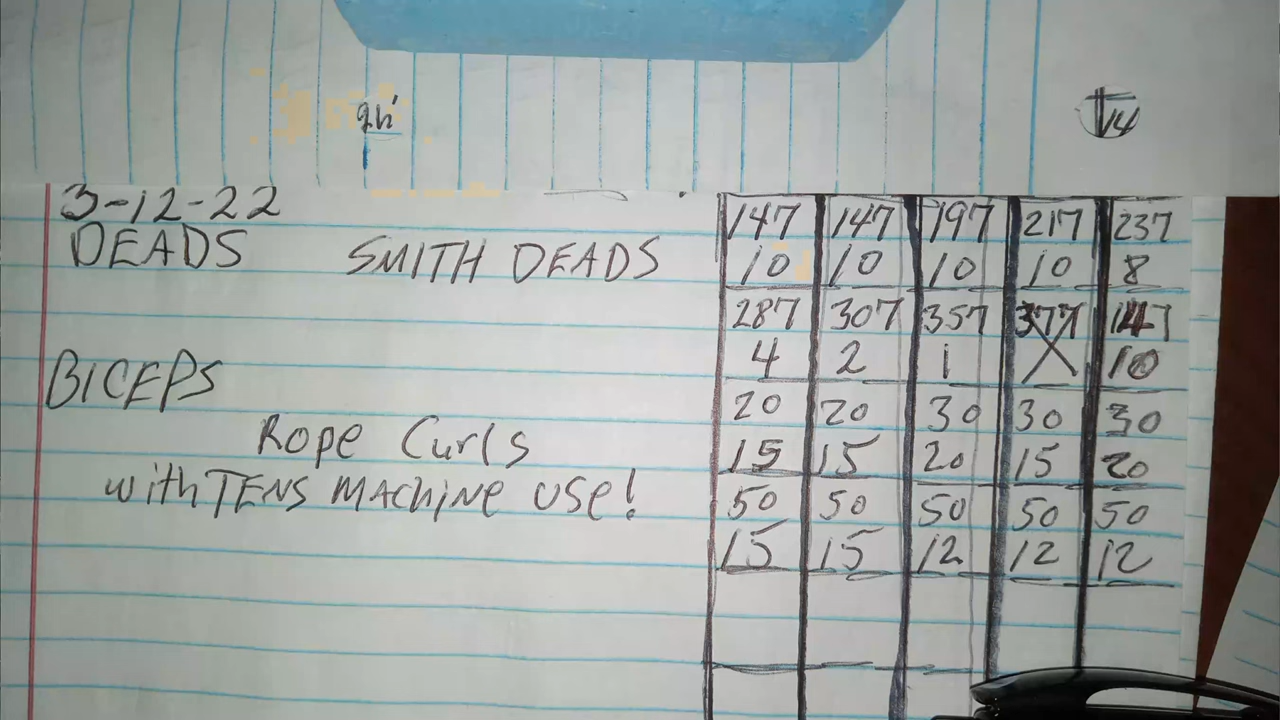 3-12-22
147 147 197 217 237
DEADS SMITH DEADS 10 10 10 10 8
287 307 357 377 147
4 2 1 X 10
BICEPS
20 20 30 30 30
Rope Curls 15 15 20 15 20
with TENS MACHINE USE! 50 50 50 50 50
15 15 12 12 12